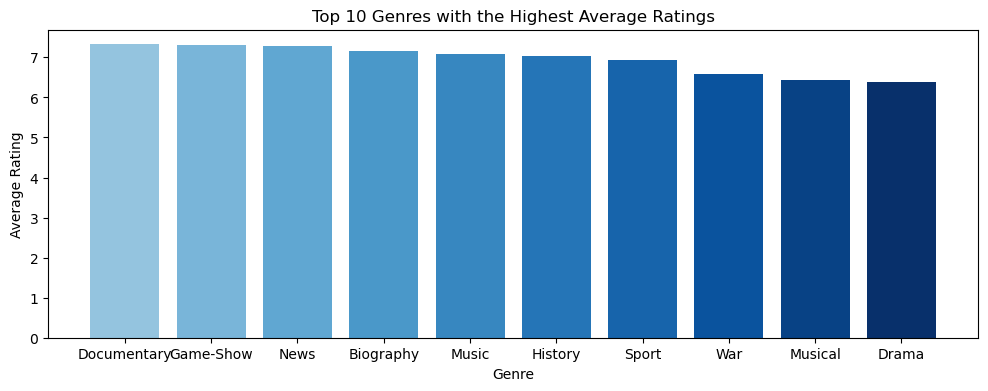 Top 10 Genres with the Highest Average Ratings
Average Rating
7
6
5
4
3
2
1
0
Documentary Game-Show News Biography Music History Sport War Musical Drama
Genre